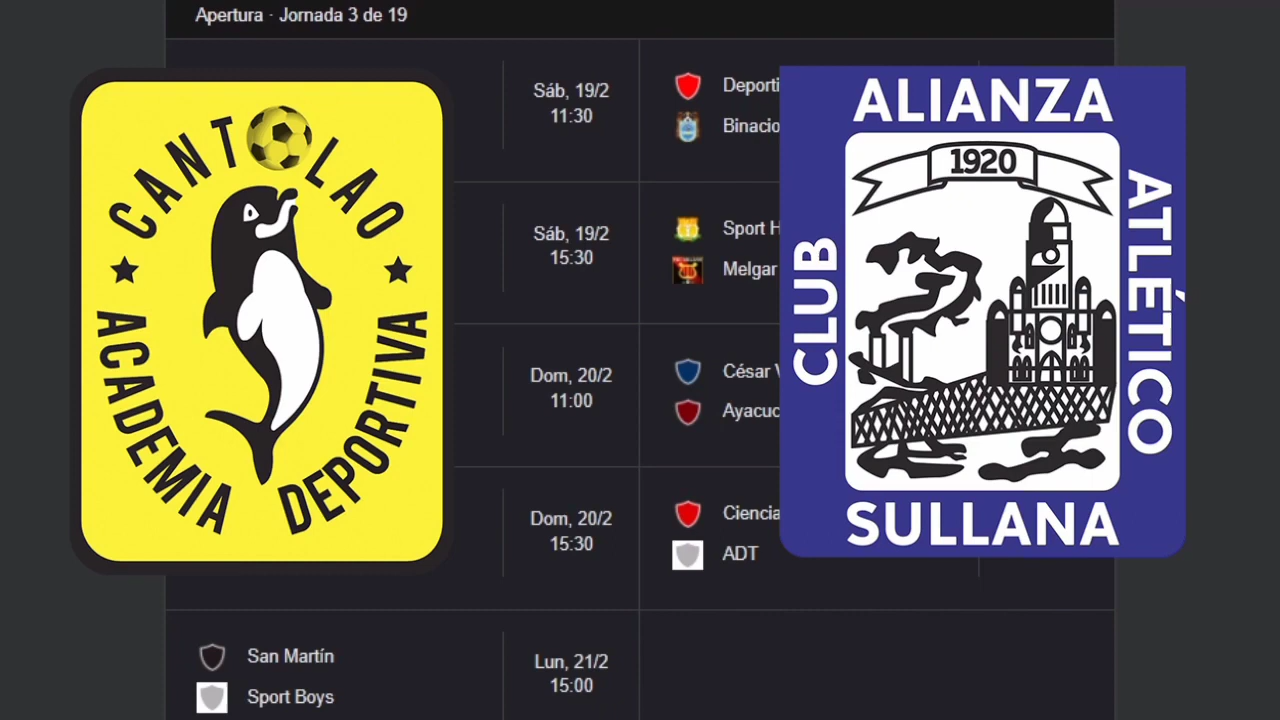 Apertura · Jornada 3 de 19
CANTOLAO
ACADEMIA DEPORTIVA
Sáb, 19/2
11:30
Sáb, 19/2
15:30
Dom, 20/2
11:00
Dom, 20/2
15:30
San Martín
Sport Boys
Lun, 21/2
15:00
Deporti
Binacio
Sport H
Melgar
César V
Ayacuc
Ciencia
ADT
CLUB
ALIANZA
ATLÉTICO
SULLANA
1920